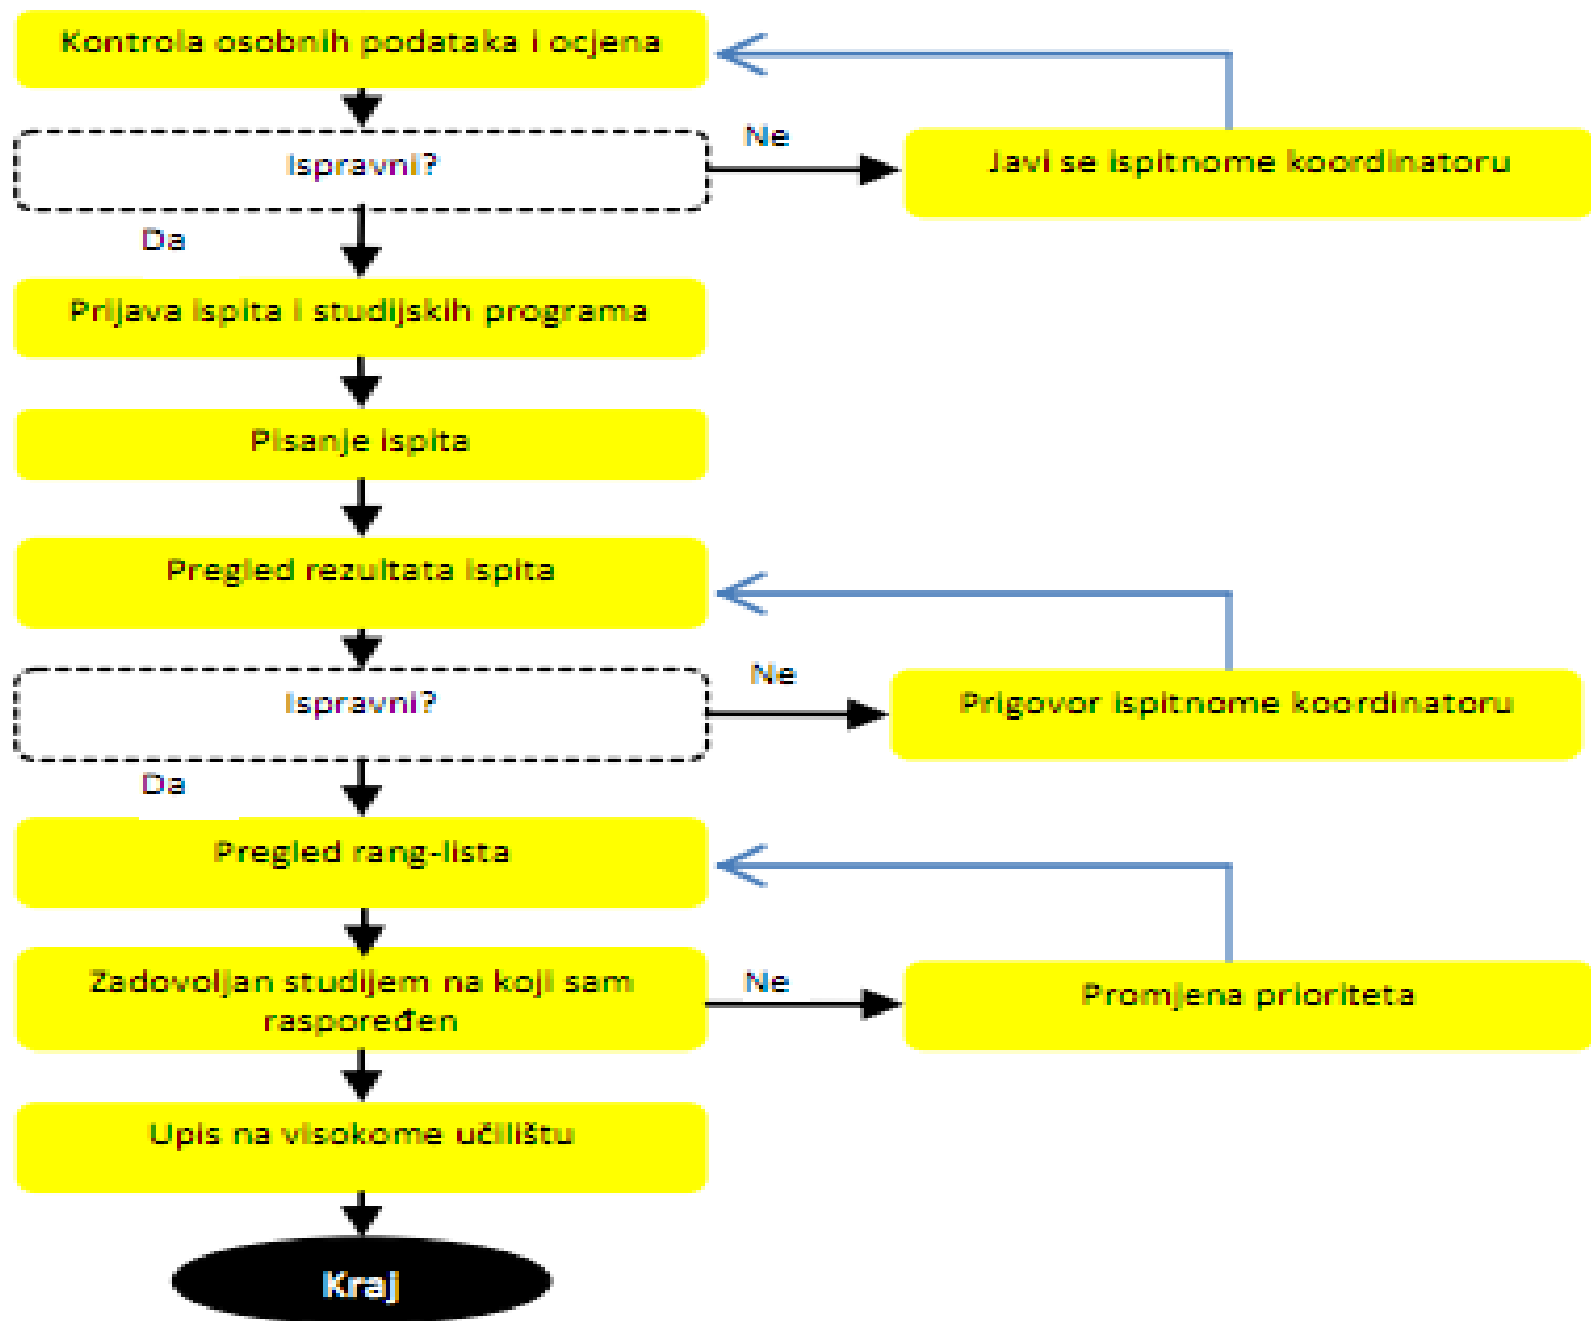 Kontrola osobnih podataka i ocjena
Ispravni?
Ne
Javi se ispitnome koordinatoru
Da
Prijava ispita i studijskih programa
Pisanje ispita
Pregled rezultata ispita
Ispravni?
Ne
Prigovor ispitnome koordinatoru
Da
Pregled rang-lista
Zadovoljan studijem na koji sam
raspoređen
Ne
Promjena prioriteta
Upis na visokome učilištu
Kraj